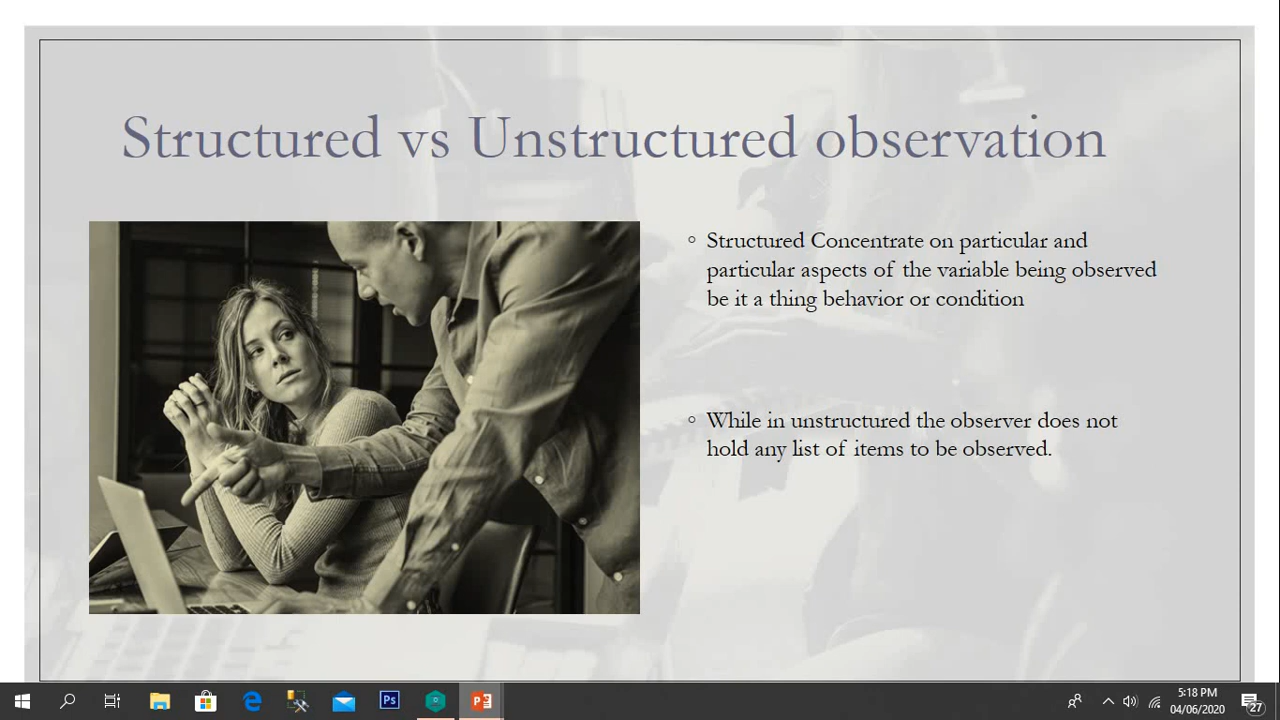 Structured vs Unstructured observation
◦ Structured Concentrate on particular and
particular aspects of the variable being observed
be it a thing behavior or condition
◦ While in unstructured the observer does not
hold any list of items to be observed.
Ps
5:18 PM
04/06/2020
27